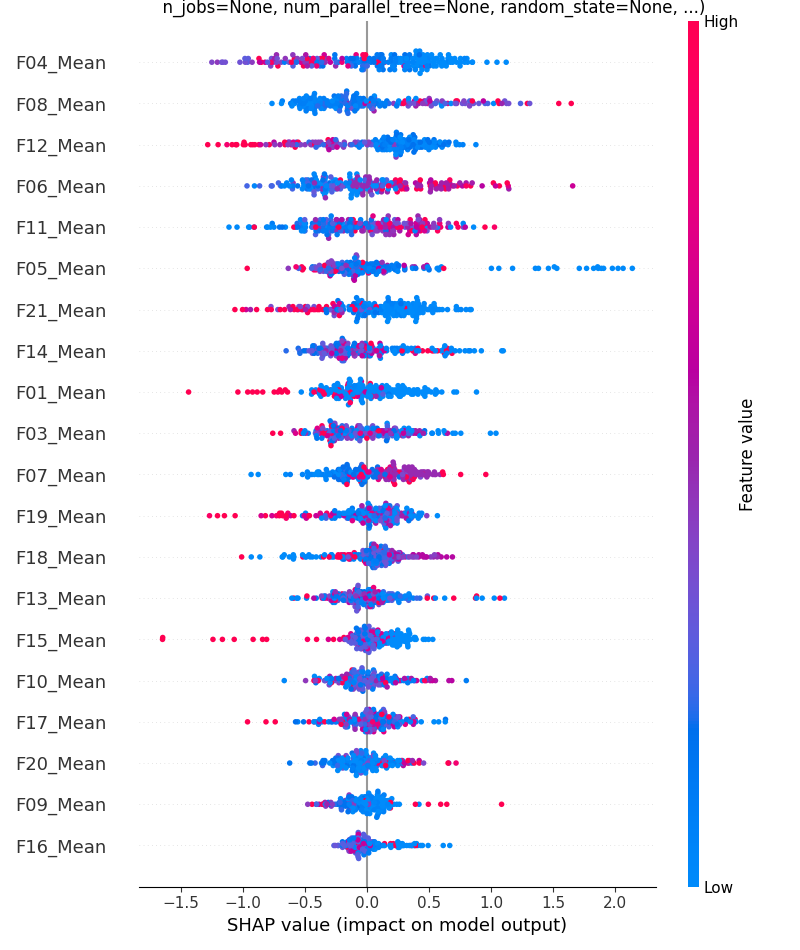 n_jobs=None, num_parallel_tree=None, random_state=None, ...)
High
F04_Mean
F08_Mean
F12_Mean
F06_Mean
F11_Mean
F05_Mean
F21_Mean
F14_Mean
F01_Mean
F03_Mean
F07_Mean
F19_Mean
F18_Mean
F13_Mean
F15_Mean
F10_Mean
F17_Mean
F20_Mean
F09_Mean
F16_Mean
Feature value
Low
−1.5 −1.0 −0.5 0.0 0.5 1.0 1.5 2.0
SHAP value (impact on model output)